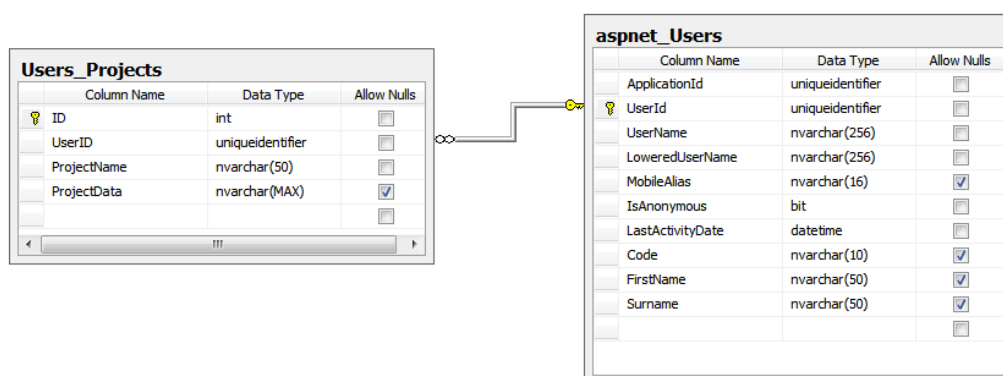 Users_Projects
Column Name Data Type Allow Nulls
ID int
UserID uniqueidentifier
ProjectName nvarchar(50)
ProjectData nvarchar(MAX)
aspnet_Users
Column Name Data Type Allow Nulls
ApplicationId uniqueidentifier
UserId uniqueidentifier
UserName nvarchar(256)
LoweredUserName nvarchar(256)
MobileAlias nvarchar(16)
IsAnonymous bit
LastActivityDate datetime
Code nvarchar(10)
FirstName nvarchar(50)
Surname nvarchar(50)